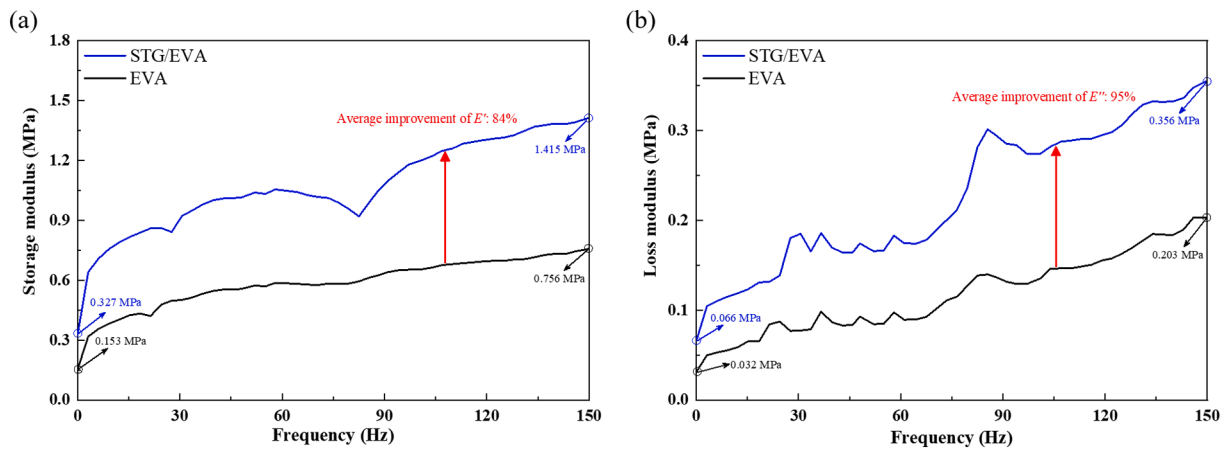 (a)
1.8
1.5
1.2
0.9
0.6
0.3
0.0
Storage modulus (MPa)
STG/EVA
EVA
Average improvement of E': 84%
1.415 MPa
0.756 MPa
0.327 MPa
0.153 MPa
0
30
60
90
120
150
Frequency (Hz)
(b)
0.4
0.3
0.2
0.1
0.0
Loss modulus (MPa)
STG/EVA
EVA
Average improvement of E'': 95%
0.356 MPa
0.203 MPa
0.066 MPa
0.032 MPa
0
30
60
90
120
150
Frequency (Hz)